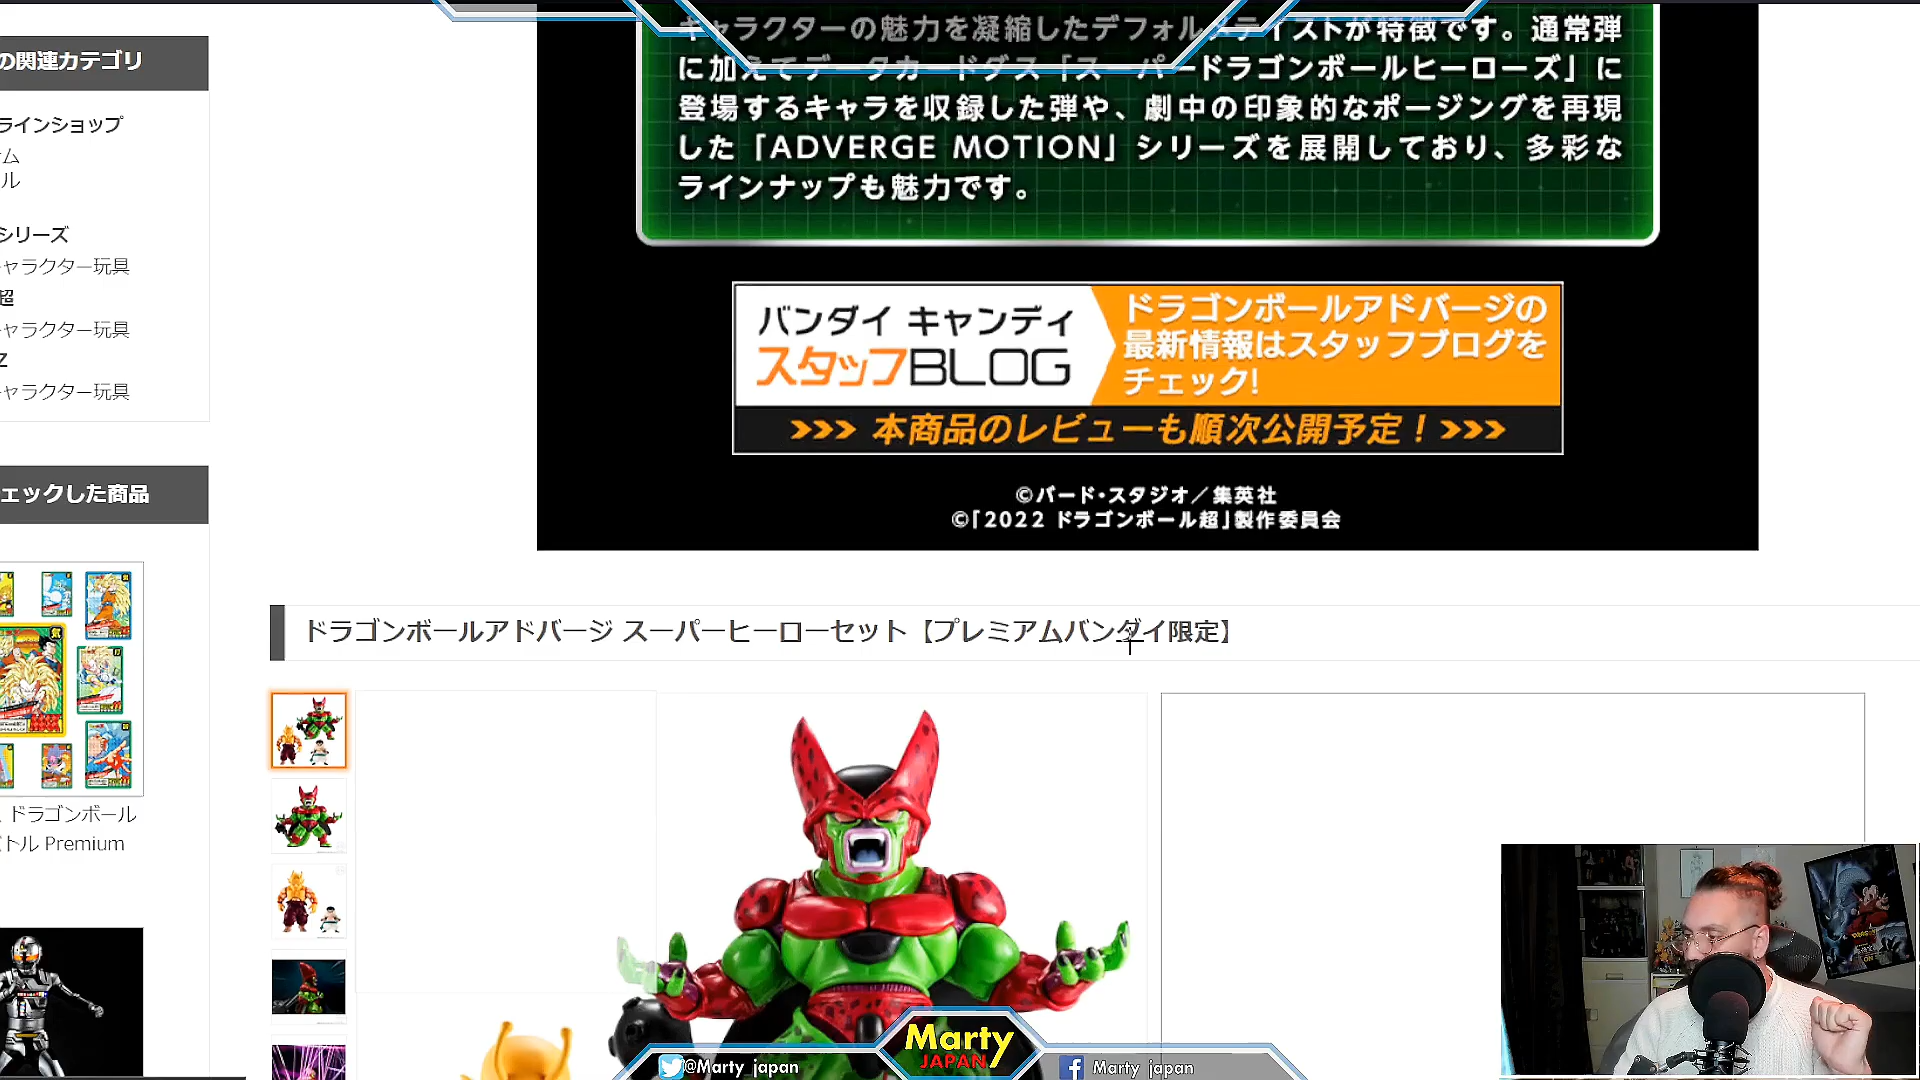 の関連カテゴリ
ラインショップ
ム
ル
シリーズ
ャラクター玩具
超
ャラクター玩具
Z
ャラクター玩具
ェックした商品
ドラゴンボール
トル Premium
キャラクターの魅力を凝縮したデフォルメテイストが特徴です。通常弾
に加えてデータカードダス「スーパードラゴンボールヒーローズ」に
登場するキャラを収録した弾や、劇中の印象的なポージングを再現
した「ADVERGE MOTION」シリーズを展開しており、多彩な
ラインナップも魅力です。
バンダイ キャンディ
スタッフBLOG
ドラゴンボールアドバージの
最新情報はスタッフブログを
チェック!
>>> 本商品のレビューも順次公開予定！>>>
©バード・スタジオ／集英社
©「2022 ドラゴンボール超」製作委員会
ドラゴンボールアドバージ スーパーヒーローセット【プレミアムバンダイ限定】
Marty
JAPAN
@Marty_japan
Marty_japan